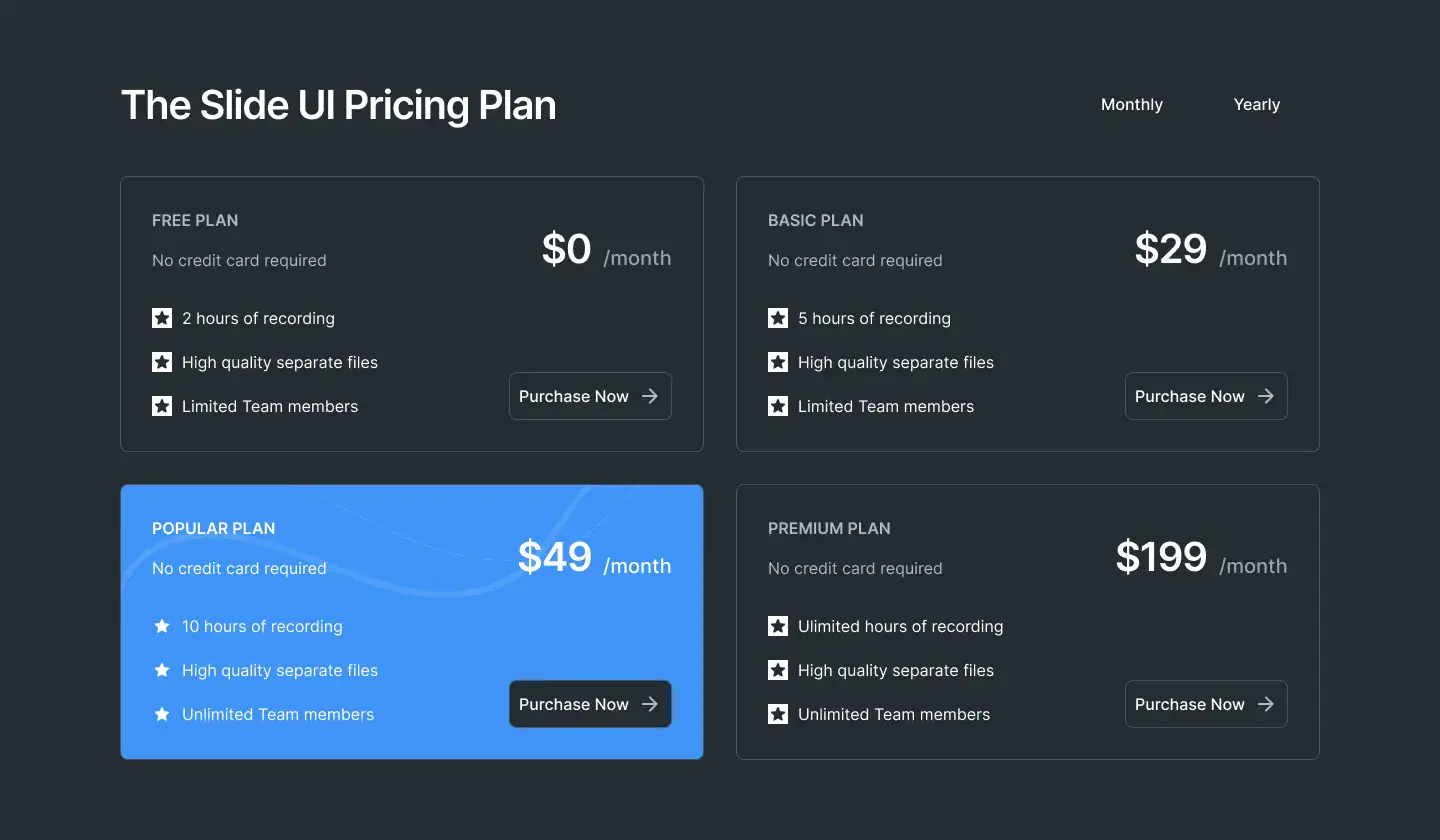 The Slide UI Pricing Plan
Monthly
Yearly
FREE PLAN
No credit card required
$0 /month
2 hours of recording
High quality separate files
Limited Team members
Purchase Now
BASIC PLAN
No credit card required
$29 /month
5 hours of recording
High quality separate files
Limited Team members
Purchase Now
POPULAR PLAN
No credit card required
$49 /month
10 hours of recording
High quality separate files
Unlimited Team members
Purchase Now
PREMIUM PLAN
No credit card required
$199 /month
Ulimited hours of recording
High quality separate files
Unlimited Team members
Purchase Now